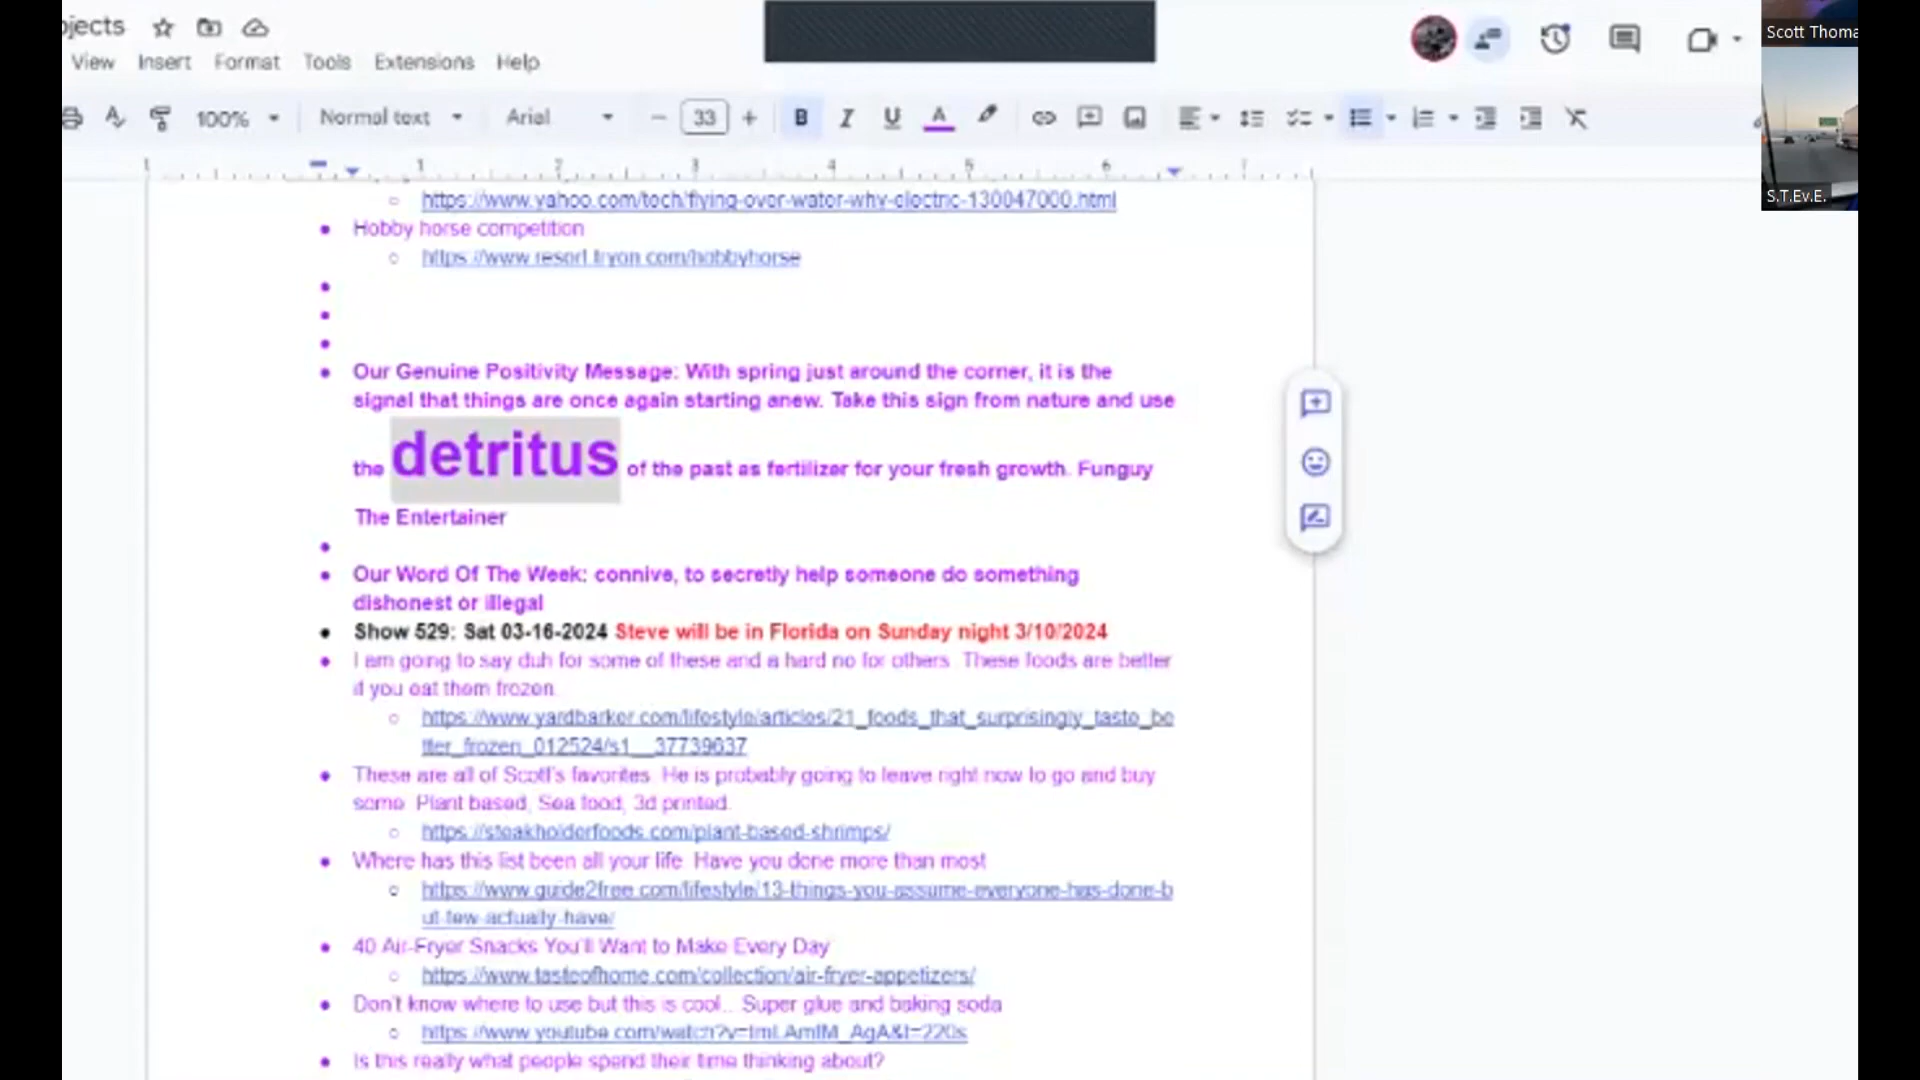 ojects
View Insert Format Tools Extensions Help
Scott Thoma
100% Normal text Arial 33
S.T.Ev.E.
1 1 2 3 4 5 6 7
https://www.yahoo.com/tech/flying-over-water-why-electric-130047000.html
Hobby horse competition
https://www.resort.tryon.com/hobbyhorse
Our Genuine Positivity Message: With spring just around the corner, it is the
signal that things are once again starting anew. Take this sign from nature and use
the detritus of the past as fertilizer for your fresh growth. Funguy
The Entertainer
Our Word Of The Week: connive, to secretly help someone do something
dishonest or illegal
Show 529: Sat 03-16-2024 Steve will be in Florida on Sunday night 3/10/2024
I am going to say duh for some of these and a hard no for others. These foods are better
if you eat them frozen.
https://www.yardbarker.com/lifestyle/articles/21_foods_that_surprisingly_taste_be
tter_frozen_012524/s1__37739637
These are all of Scott's favorites. He is probably going to leave right now to go and buy
some. Plant based, Sea food, 3d printed.
https://steakholderfoods.com/plant-based-shrimps/
Where has this list been all your life. Have you done more than most
https://www.guide2free.com/lifestyle/13-things-you-assume-everyone-has-done-b
ut-few-actually-have/
40 Air-Fryer Snacks You'll Want to Make Every Day
https://www.tasteofhome.com/collection/air-fryer-appetizers/
Don't know where to use but this is cool... Super glue and baking soda
Is this really what people spend their time thinking about?